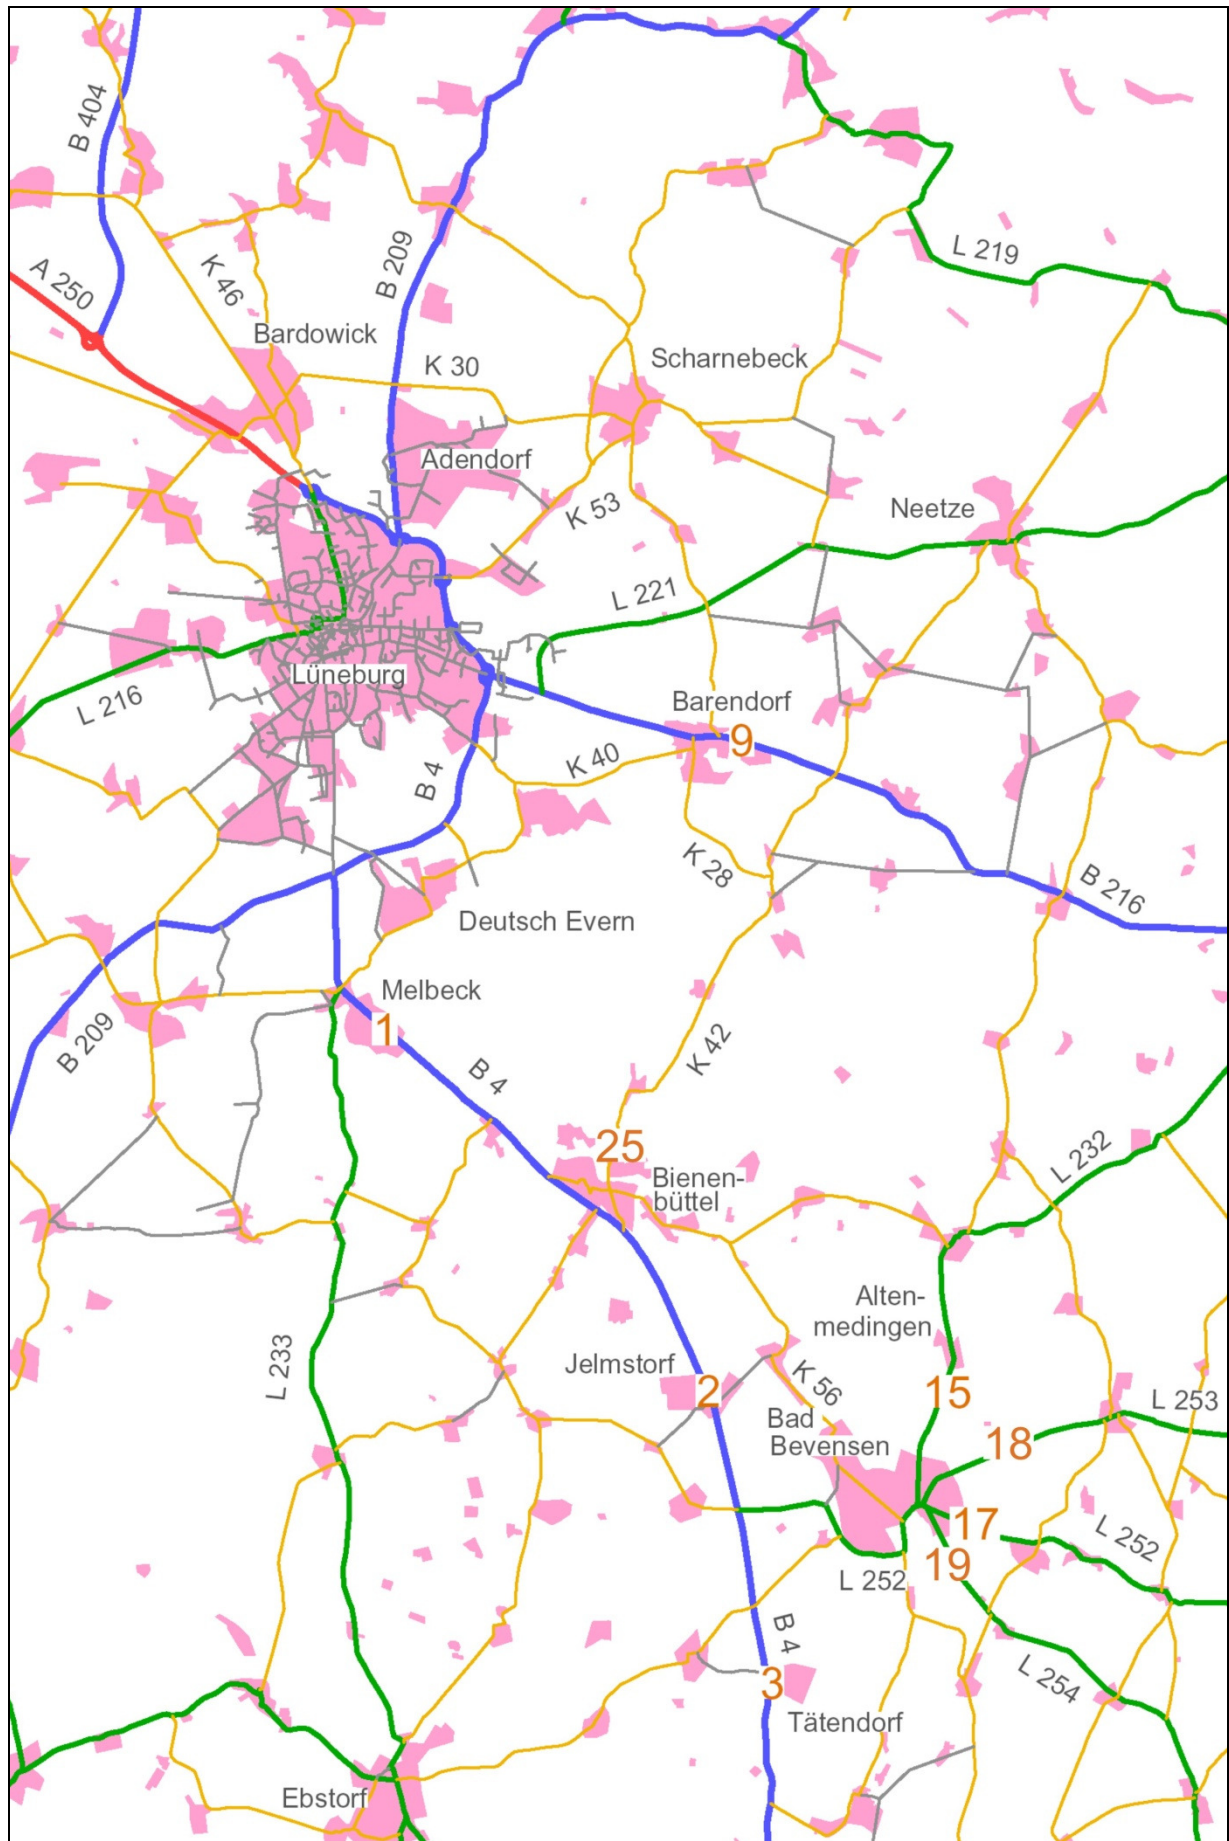 B 404
L 219
A 250
K 46
B 209
Bardowick
K 30
Scharnebeck
Adendorf
K 53
Neetze
L 221
Lüneburg
L 216
Barendorf
9
K 40
B 4
K 28
B 216
Deutsch Evern
Melbeck
1
B 209
K 42
B 4
25
Bienen-
büttel
L 232
Alten-
medingen
L 233
Jelmstorf
2
K 56
15
L 253
Bad
Bevensen
18
17
L 252
19
L 252
B 4
L 254
3
Tätendorf
Ebstorf